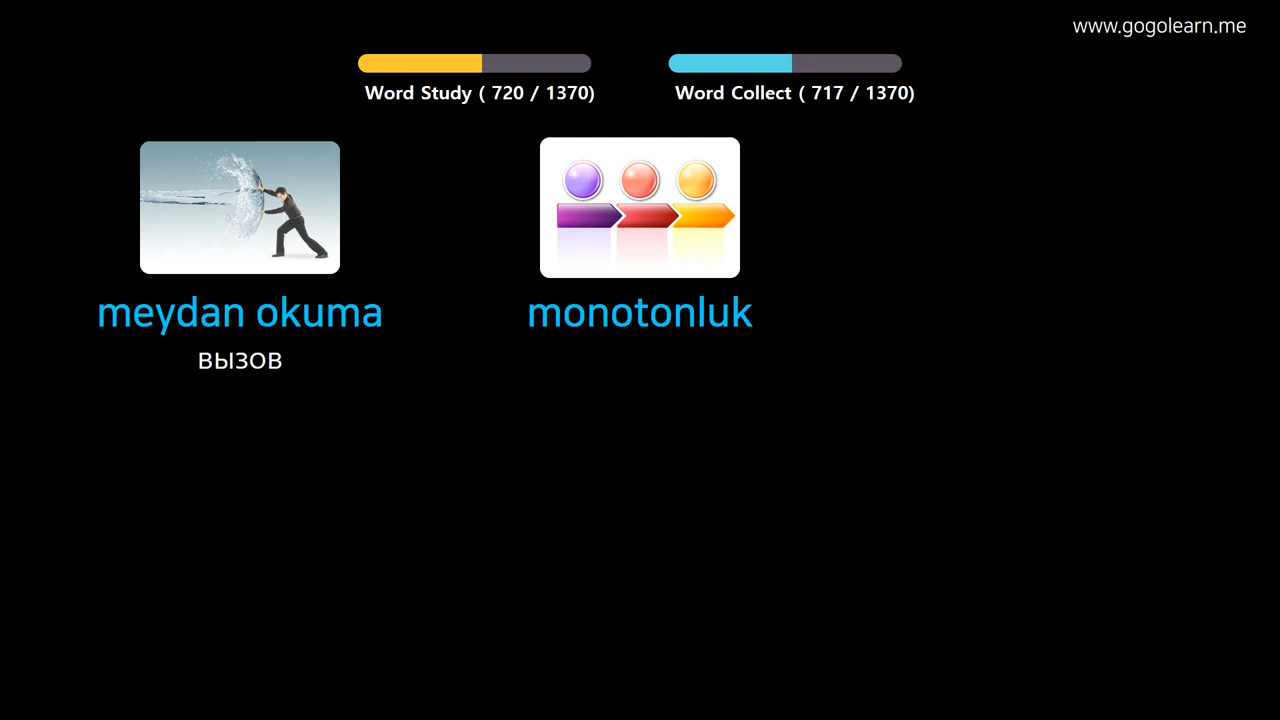 www.gogolearn.me
Word Study ( 720 / 1370)
Word Collect ( 717 / 1370)
meydan okuma
вызов
monotonluk